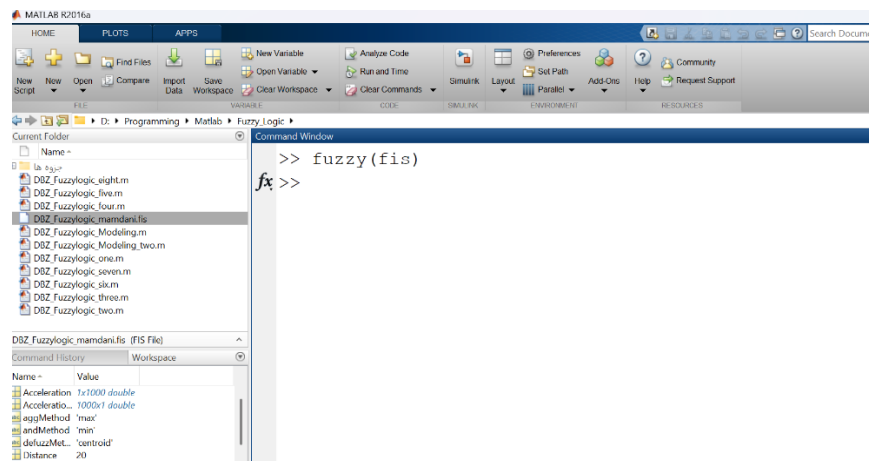 MATLAB R2016a
HOME PLOTS APPS Search Docume
New Script New Open Find Files Compare Import Data Save Workspace New Variable Open Variable Clear Workspace Analyze Code Run and Time Clear Commands Simulink Layout Preferences Set Path Parallel Add-Ons Help Community Request Support
FILE VARIABLE CODE SIMULINK ENVIRONMENT RESOURCES
D: Programming Matlab Fuzzy_Logic
Current Folder
Name
جزوه ها
DBZ_Fuzzylogic_eight.m
DBZ_Fuzzylogic_five.m
DBZ_Fuzzylogic_four.m
DBZ_Fuzzylogic_mamdani.fis
DBZ_Fuzzylogic_Modeling.m
DBZ_Fuzzylogic_Modeling_two.m
DBZ_Fuzzylogic_one.m
DBZ_Fuzzylogic_seven.m
DBZ_Fuzzylogic_six.m
DBZ_Fuzzylogic_three.m
DBZ_Fuzzylogic_two.m
DBZ_Fuzzylogic_mamdani.fis (FIS File)
Command History Workspace
Name Value
Acceleration 1x1000 double
Acceleratio... 1000x1 double
aggMethod 'max'
andMethod 'min'
defuzzMet... 'centroid'
Distance 20
Command Window
>> fuzzy(fis)
fx >>